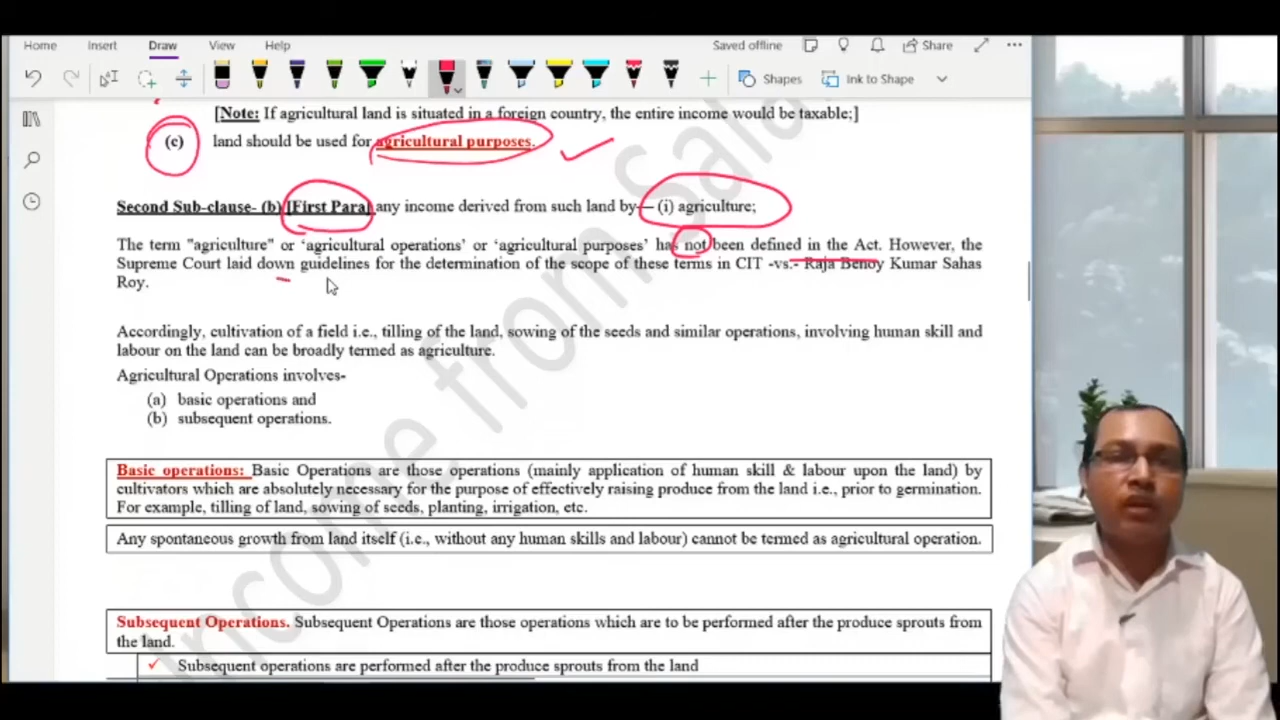 Home Insert Draw View Help Saved offline Share
Shapes Ink to Shape
[Note: If agricultural land is situated in a foreign country, the entire income would be taxable;]
(c) land should be used for agricultural purposes.
Second Sub-clause- (b) [First Para] any income derived from such land by— (i) agriculture;
The term "agriculture" or ‘agricultural operations’ or ‘agricultural purposes’ has not been defined in the Act. However, the
Supreme Court laid down guidelines for the determination of the scope of these terms in CIT -vs.- Raja Benoy Kumar Sahas
Roy.
Accordingly, cultivation of a field i.e., tilling of the land, sowing of the seeds and similar operations, involving human skill and
labour on the land can be broadly termed as agriculture.
Agricultural Operations involves-
(a) basic operations and
(b) subsequent operations.
Basic operations: Basic Operations are those operations (mainly application of human skill & labour upon the land) by
cultivators which are absolutely necessary for the purpose of effectively raising produce from the land i.e., prior to germination.
For example, tilling of land, sowing of seeds, planting, irrigation, etc.
Any spontaneous growth from land itself (i.e., without any human skills and labour) cannot be termed as agricultural operation.
Subsequent Operations. Subsequent Operations are those operations which are to be performed after the produce sprouts from
the land.
✓ Subsequent operations are performed after the produce sprouts from the land
Income from Sala